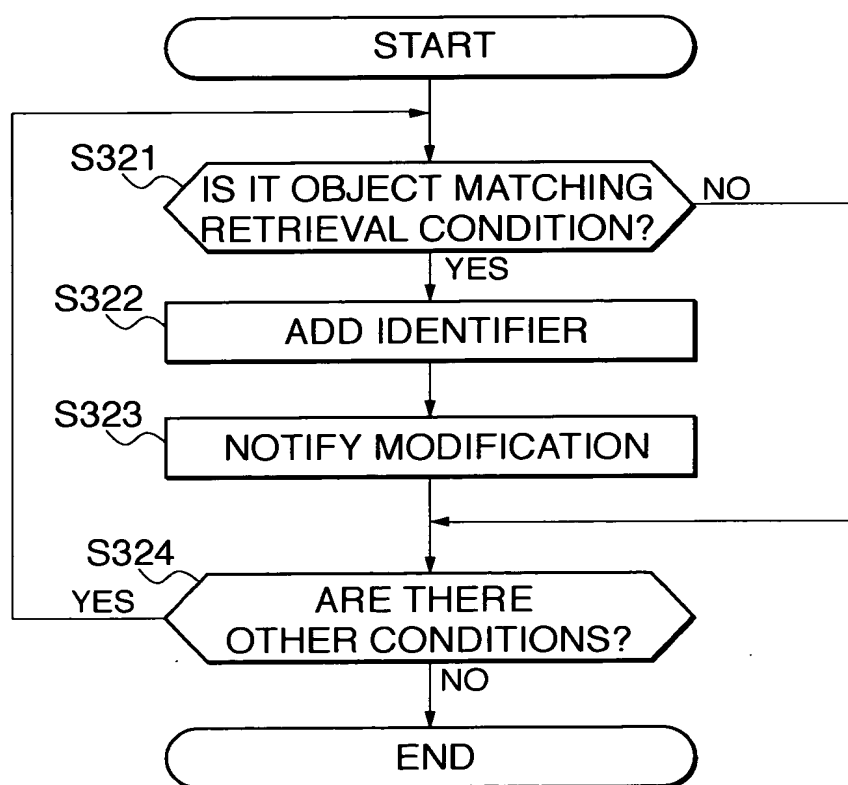 START
S321
IS IT OBJECT MATCHING
RETRIEVAL CONDITION?
NO
YES
S322
ADD IDENTIFIER
S323
NOTIFY MODIFICATION
S324
YES
ARE THERE
OTHER CONDITIONS?
NO
END